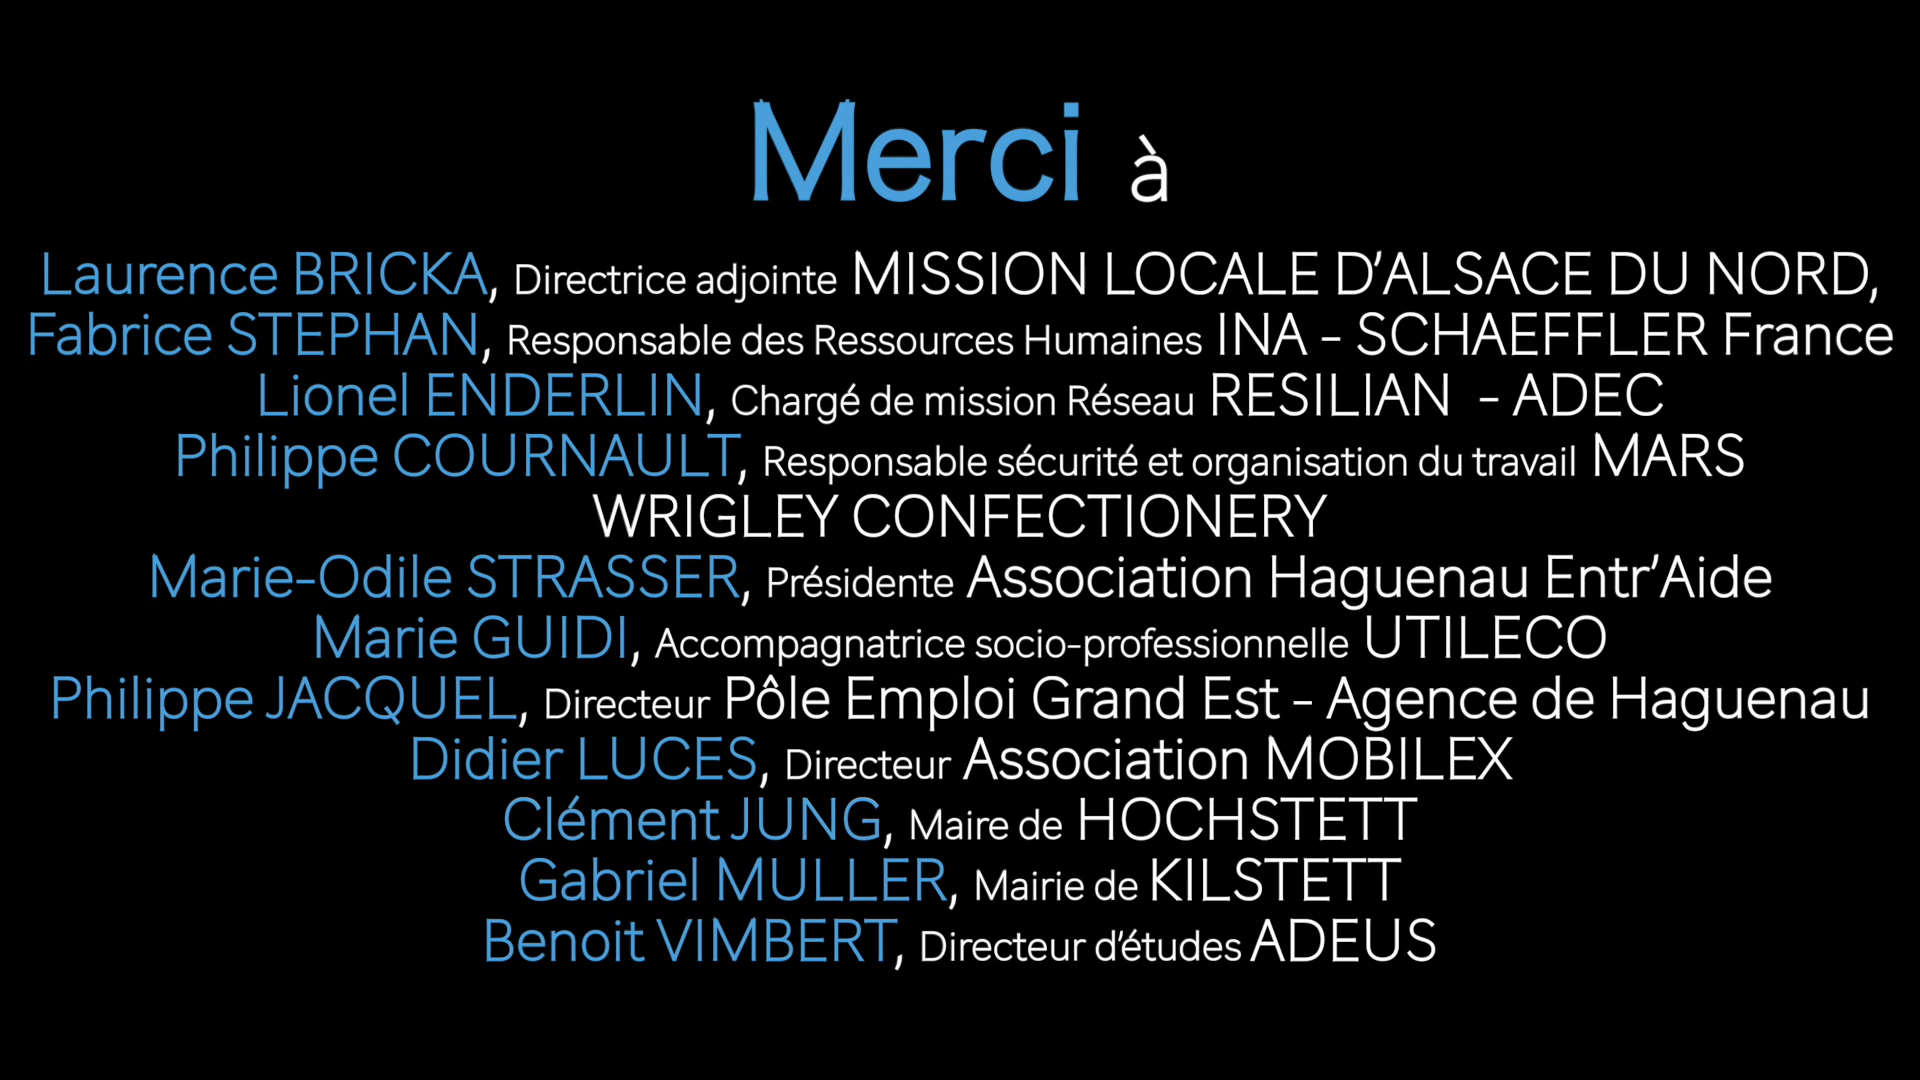 Merci à
Laurence BRICKA, Directrice adjointe MISSION LOCALE D’ALSACE DU NORD,
Fabrice STEPHAN, Responsable des Ressources Humaines INA - SCHAEFFLER France
Lionel ENDERLIN, Chargé de mission Réseau RESILIAN - ADEC
Philippe COURNAULT, Responsable sécurité et organisation du travail MARS
WRIGLEY CONFECTIONERY
Marie-Odile STRASSER, Présidente Association Haguenau Entr’Aide
Marie GUIDI, Accompagnatrice socio-professionnelle UTILECO
Philippe JACQUEL, Directeur Pôle Emploi Grand Est - Agence de Haguenau
Didier LUCES, Directeur Association MOBILEX
Clément JUNG, Maire de HOCHSTETT
Gabriel MULLER, Mairie de KILSTETT
Benoit VIMBERT, Directeur d’études ADEUS